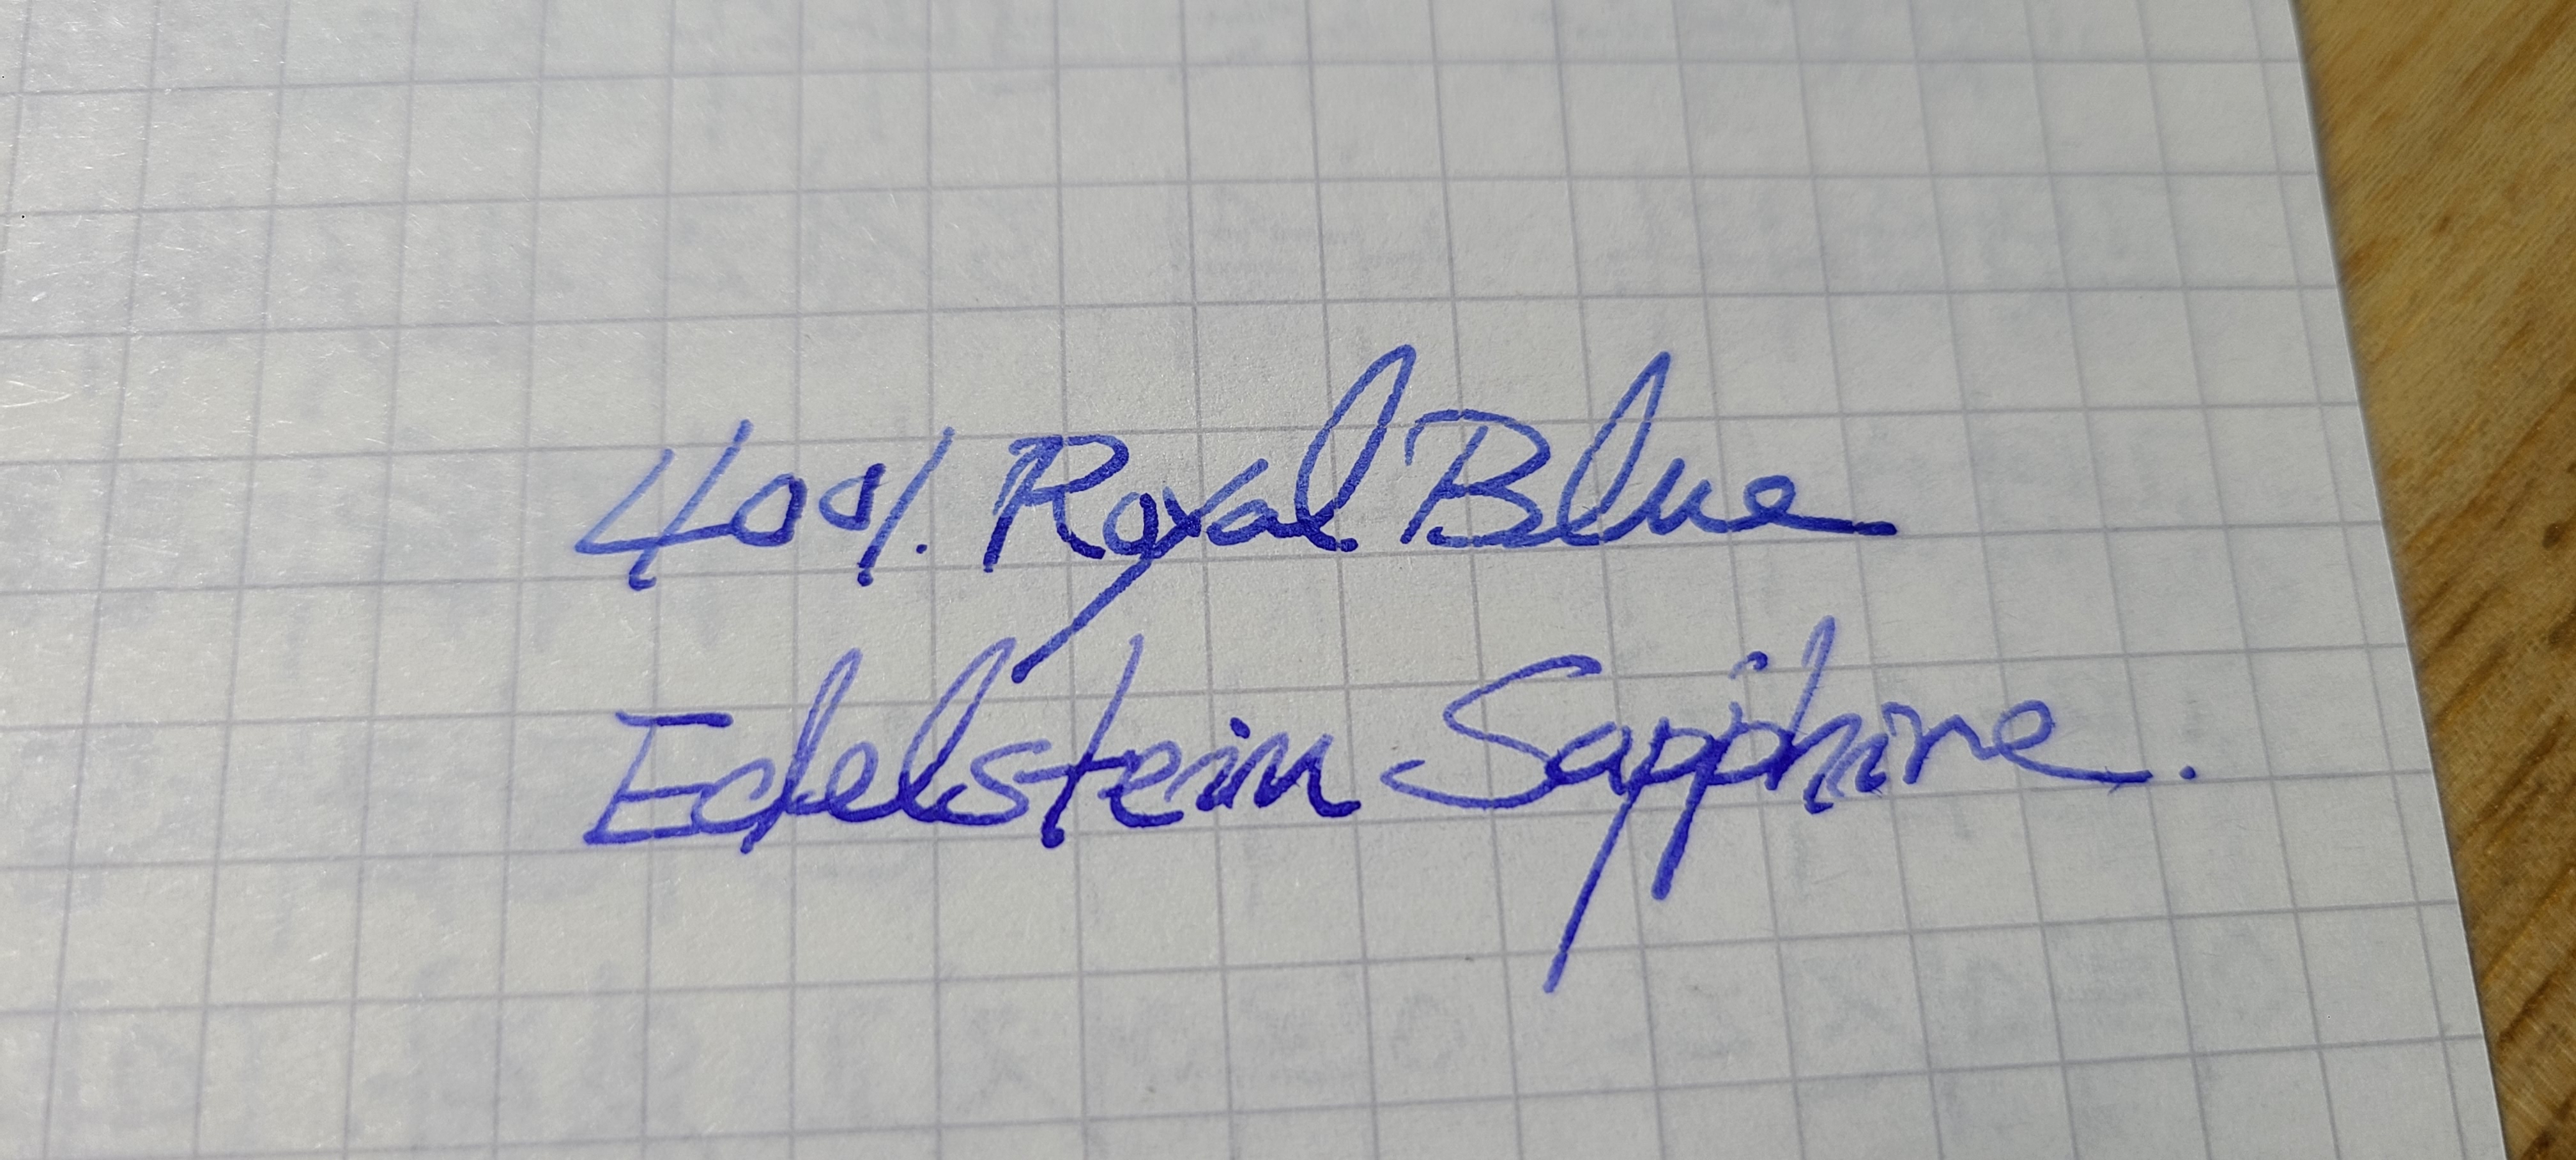 400% Royal Blue
Edelstein Sapphire.